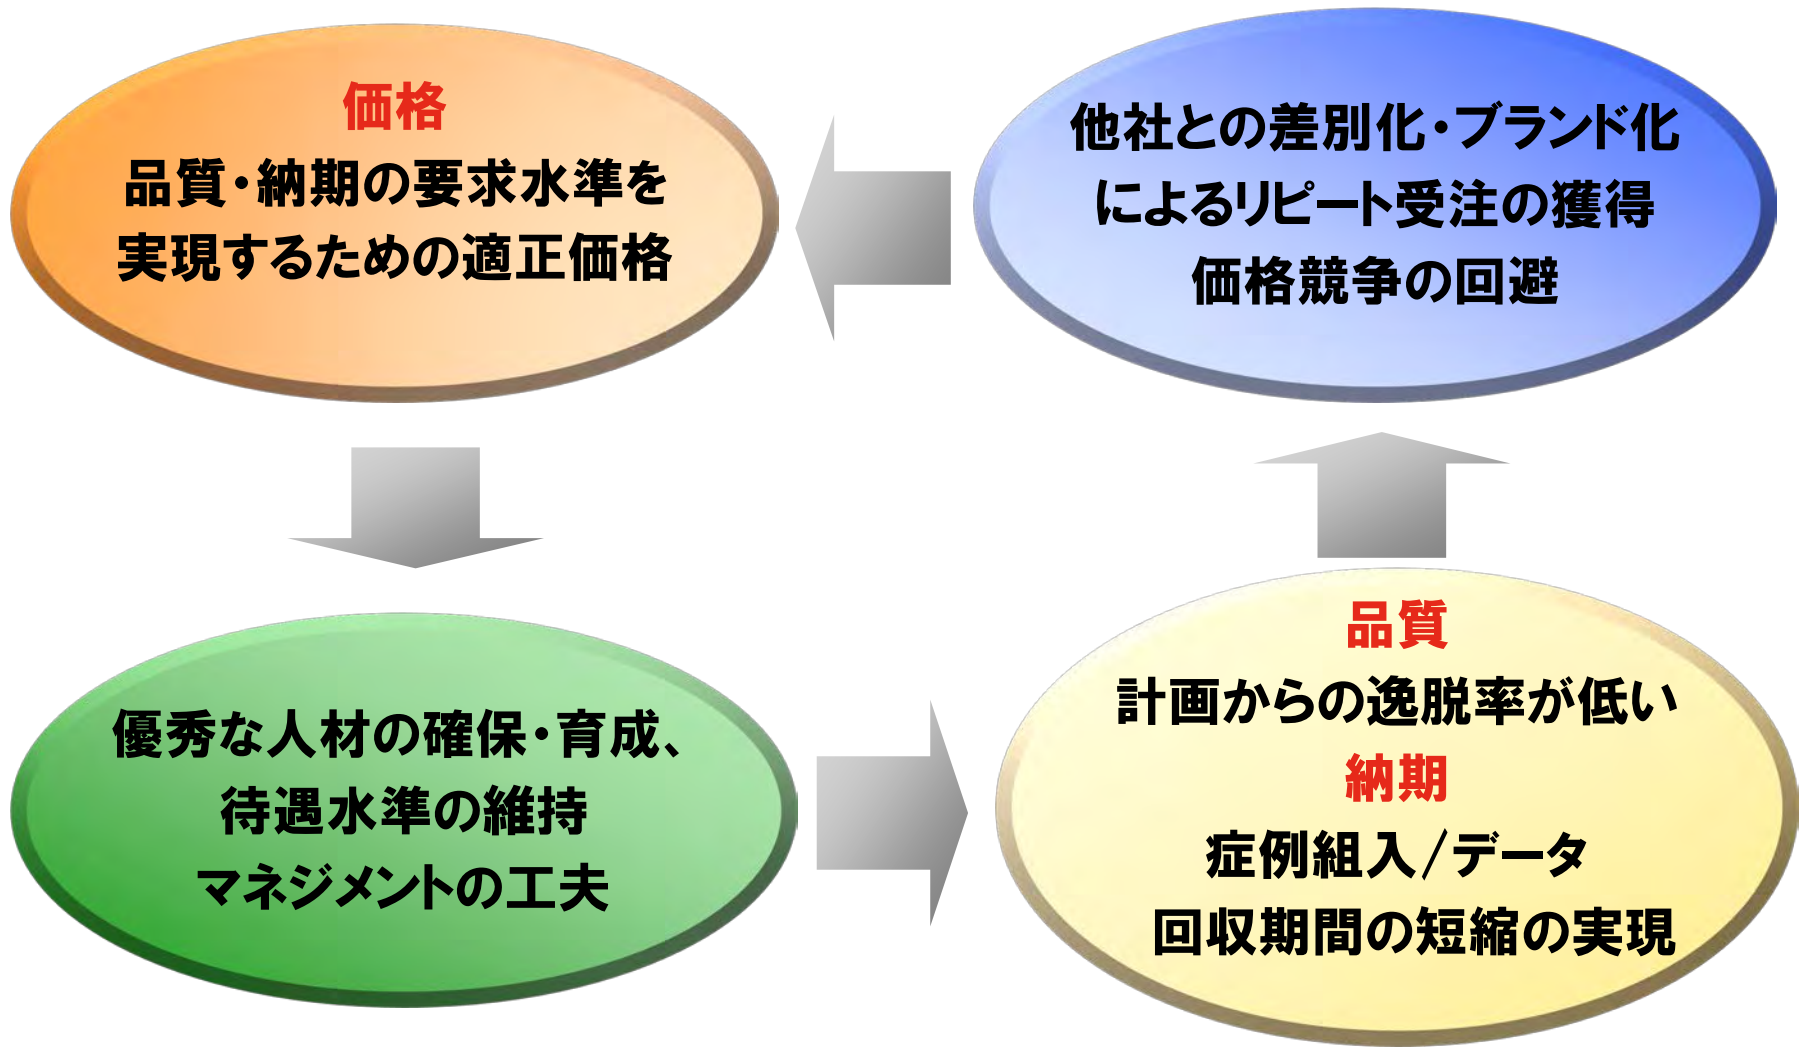 価格
品質・納期の要求水準を
実現するための適正価格
他社との差別化・ブランド化
によるリピート受注の獲得
価格競争の回避
優秀な人材の確保・育成、
待遇水準の維持
マネジメントの工夫
品質
計画からの逸脱率が低い
納期
症例組入/データ
回収期間の短縮の実現